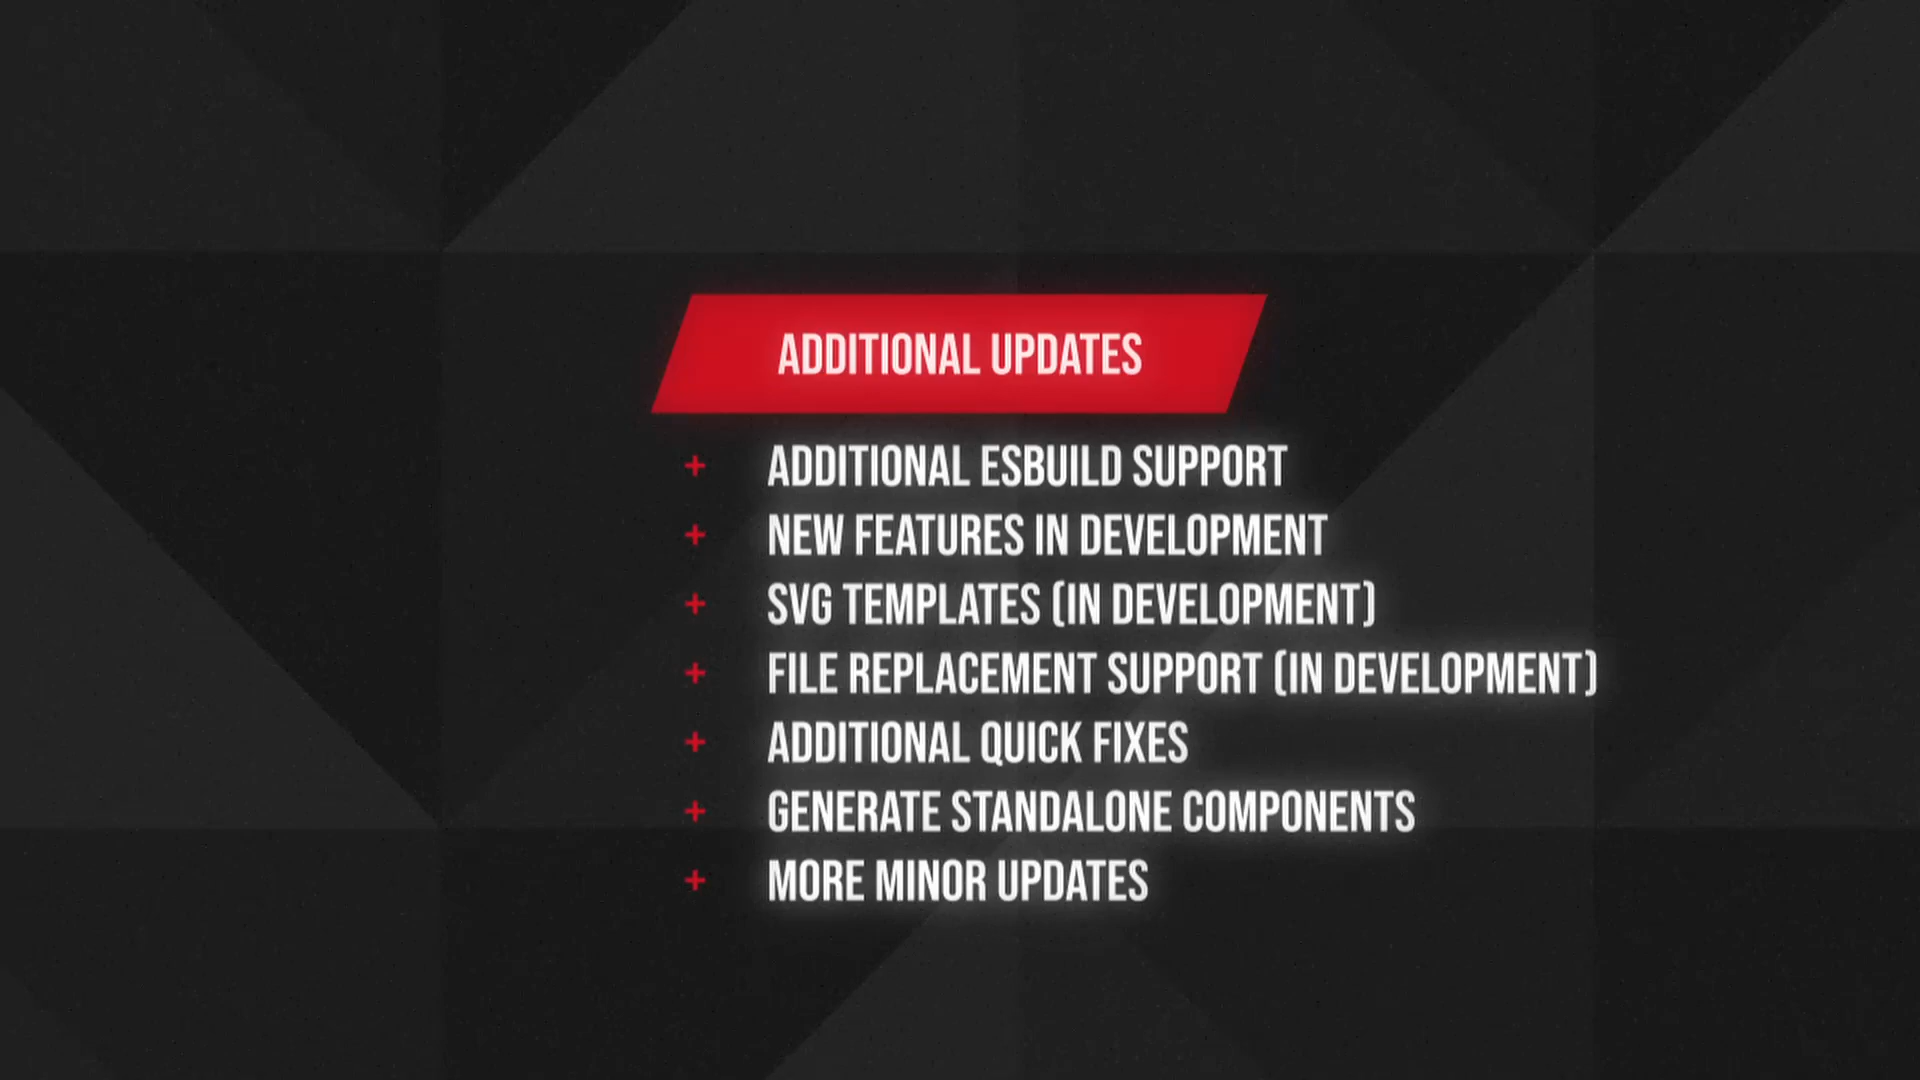 ADDITIONAL UPDATES
+ ADDITIONAL ESBUILD SUPPORT
+ NEW FEATURES IN DEVELOPMENT
+ SVG TEMPLATES (IN DEVELOPMENT)
+ FILE REPLACEMENT SUPPORT (IN DEVELOPMENT)
+ ADDITIONAL QUICK FIXES
+ GENERATE STANDALONE COMPONENTS
+ MORE MINOR UPDATES